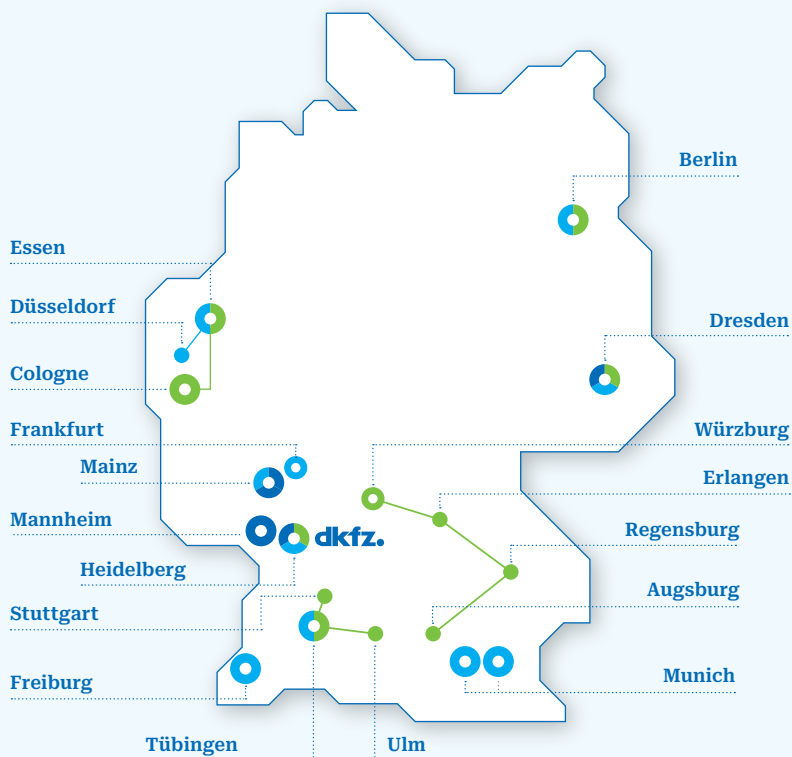 Berlin
Essen
Düsseldorf
Dresden
Cologne
Frankfurt
Würzburg
Mainz
Erlangen
Mannheim
dkfz.
Regensburg
Heidelberg
Augsburg
Stuttgart
Freiburg
Munich
Tübingen
Ulm